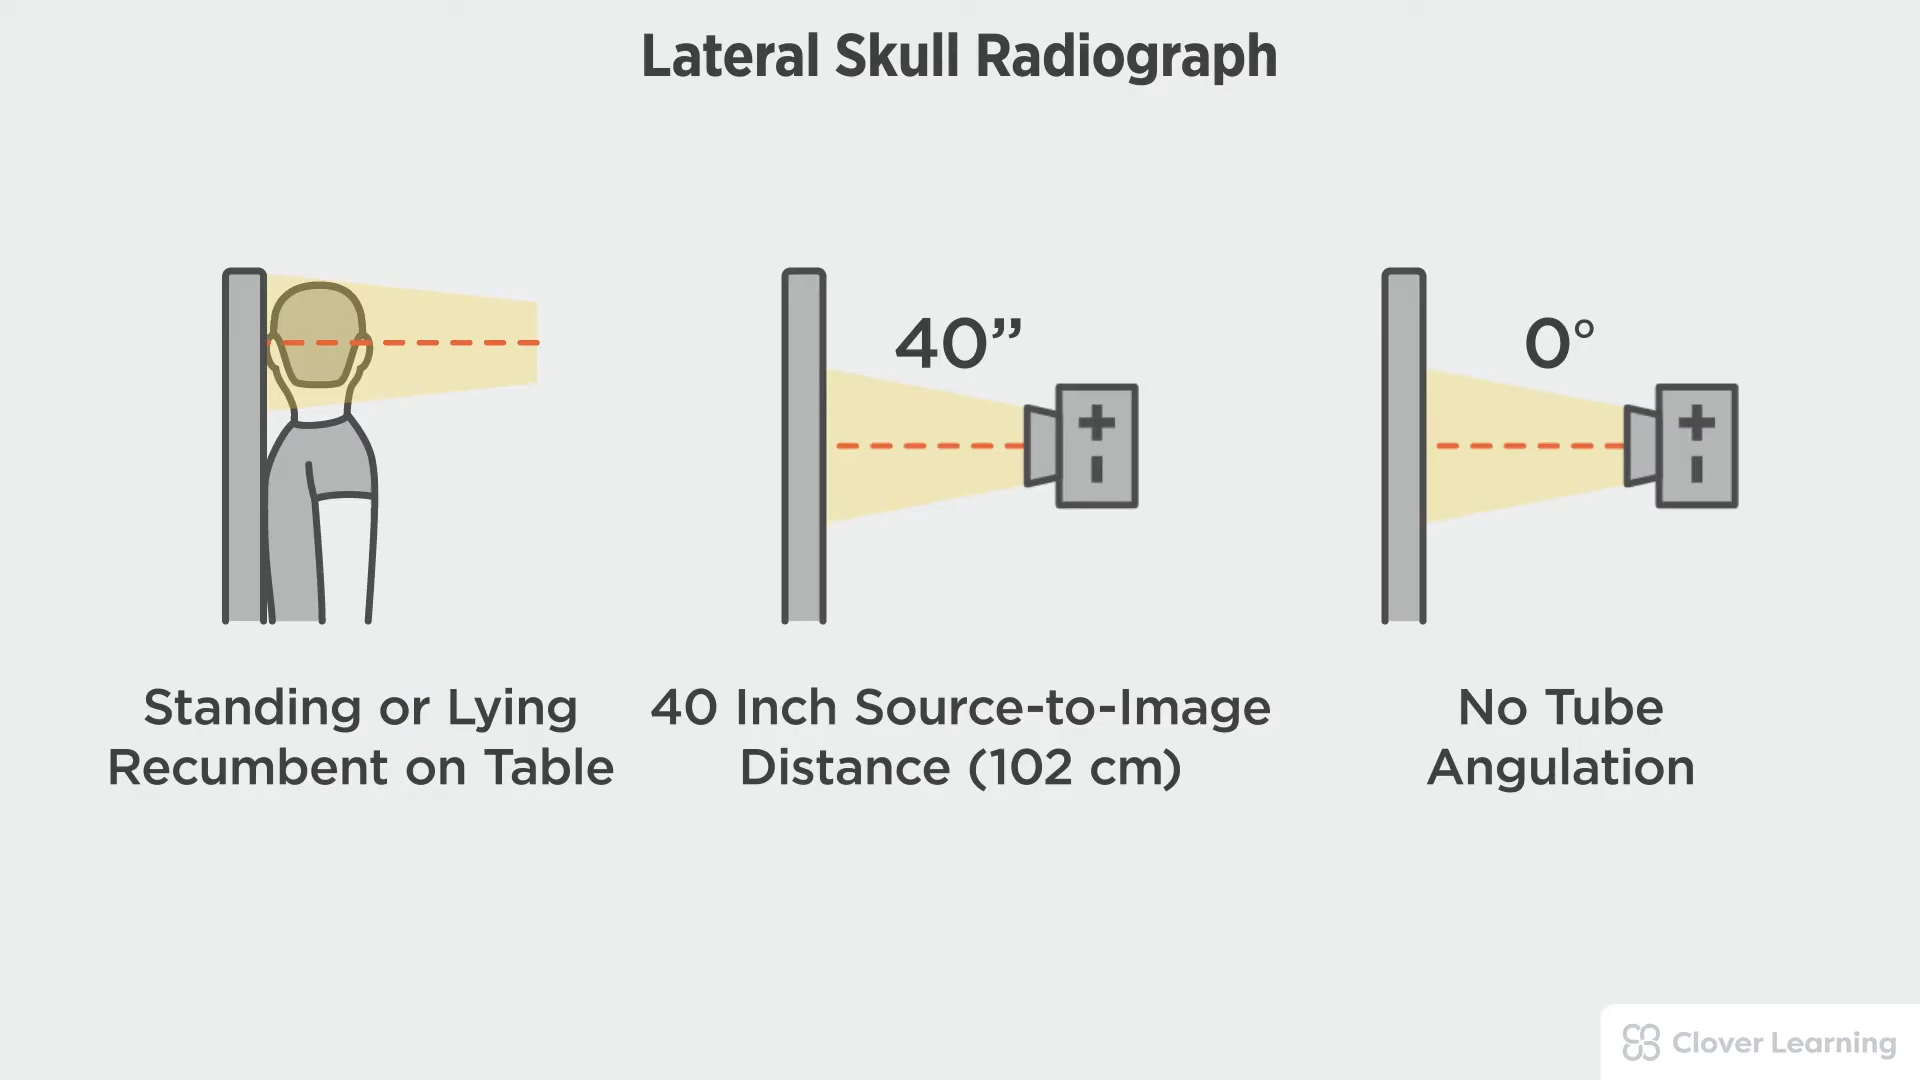 Lateral Skull Radiograph
40”
0°
+
-
+
-
Standing or Lying
Recumbent on Table
40 Inch Source-to-Image
Distance (102 cm)
No Tube
Angulation
Clover Learning